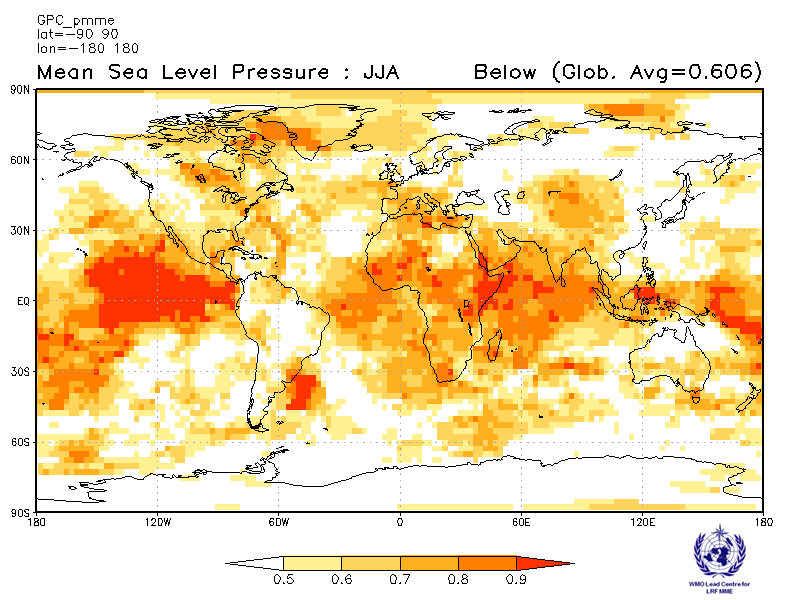 GPC_pmme
lat=−90 90
lon=−180 180
Mean Sea Level Pressure : JJA Below (Glob. Avg=0.606)
90N
60N
30N
EQ
30S
60S
90S
180 120W 60W 0 60E 120E 180
0.5 0.6 0.7 0.8 0.9
WMO Lead Centre for
LRF MME